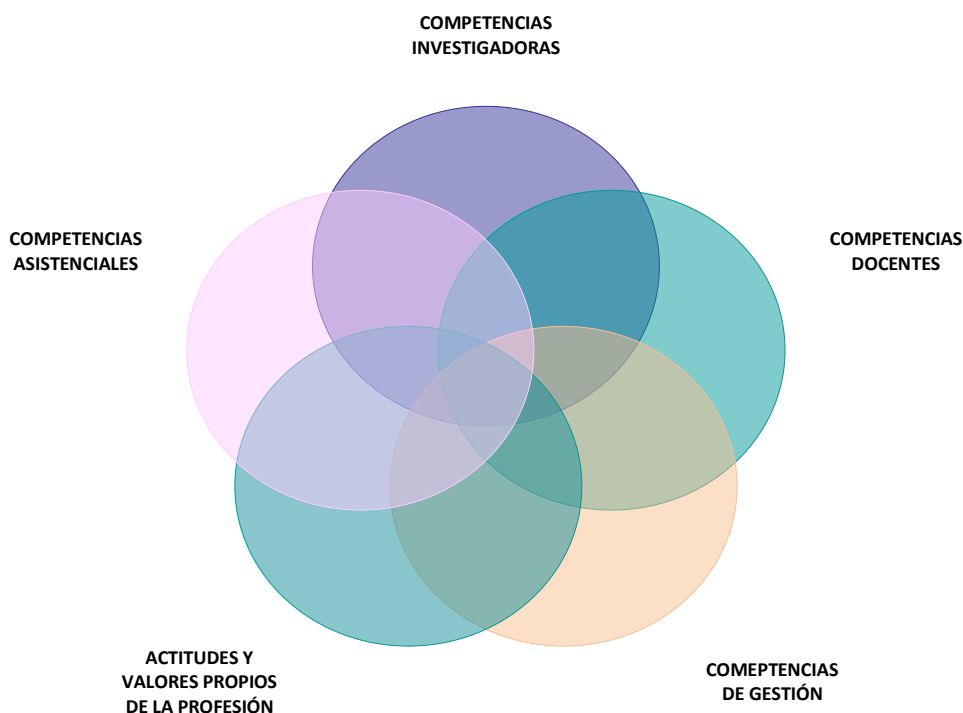 COMPETENCIAS
INVESTIGADORAS
COMPETENCIAS
ASISTENCIALES
COMPETENCIAS
DOCENTES
ACTITUDES Y
VALORES PROPIOS
DE LA PROFESIÓN
COMEPTENCIAS
DE GESTIÓN